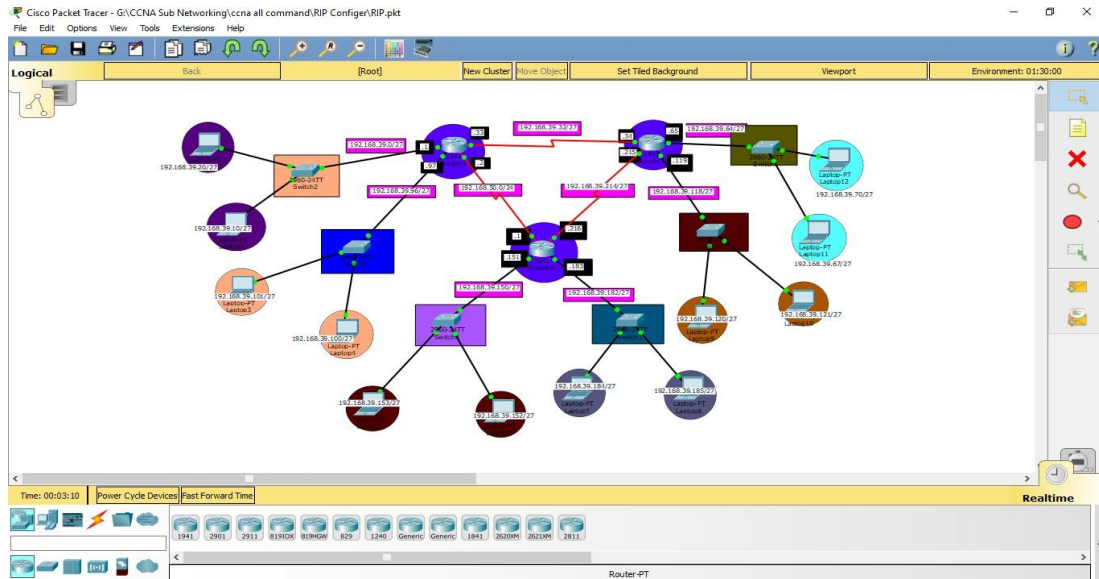 Cisco Packet Tracer - G:\CCNA Sub Networking\ccna all command\RIP Configer\RIP.pkt
File Edit Options View Tools Extensions Help
Logical Back [Root] New Cluster Move Object Set Tiled Background Viewport Environment: 01:30:00
192.168.39.0/27
.1
.33
.97
.2
192.168.39.32/27
.34
.65
.215
.119
192.168.39.64/27
192.168.39.20/27
2960-24TT
Switch2
192.168.39.10/27
192.168.39.96/27
192.168.50.0/24
192.168.39.214/27
192.168.39.118/27
2960-24TT
Laptop-PT
Laptop12
192.168.39.70/27
Laptop-PT
Laptop11
192.168.39.67/27
.1
.216
.151
.183
192.168.39.101/27
Laptop-PT
Laptop3
192.168.39.100/27
Laptop-PT
Laptop4
192.168.39.150/27
192.168.39.182/27
2960-24TT
192.168.39.120/27
Laptop-PT
192.168.39.121/27
192.168.39.153/27
192.168.39.152/27
192.168.39.184/27
Laptop-PT
Laptop7
192.168.39.185/27
Laptop-PT
Laptop8
Time: 00:03:10 Power Cycle Devices Fast Forward Time Realtime
1941 2901 2911 819IOX 819HGW 829 1240 Generic Generic 1841 2620XM 2621XM 2811
Router-PT